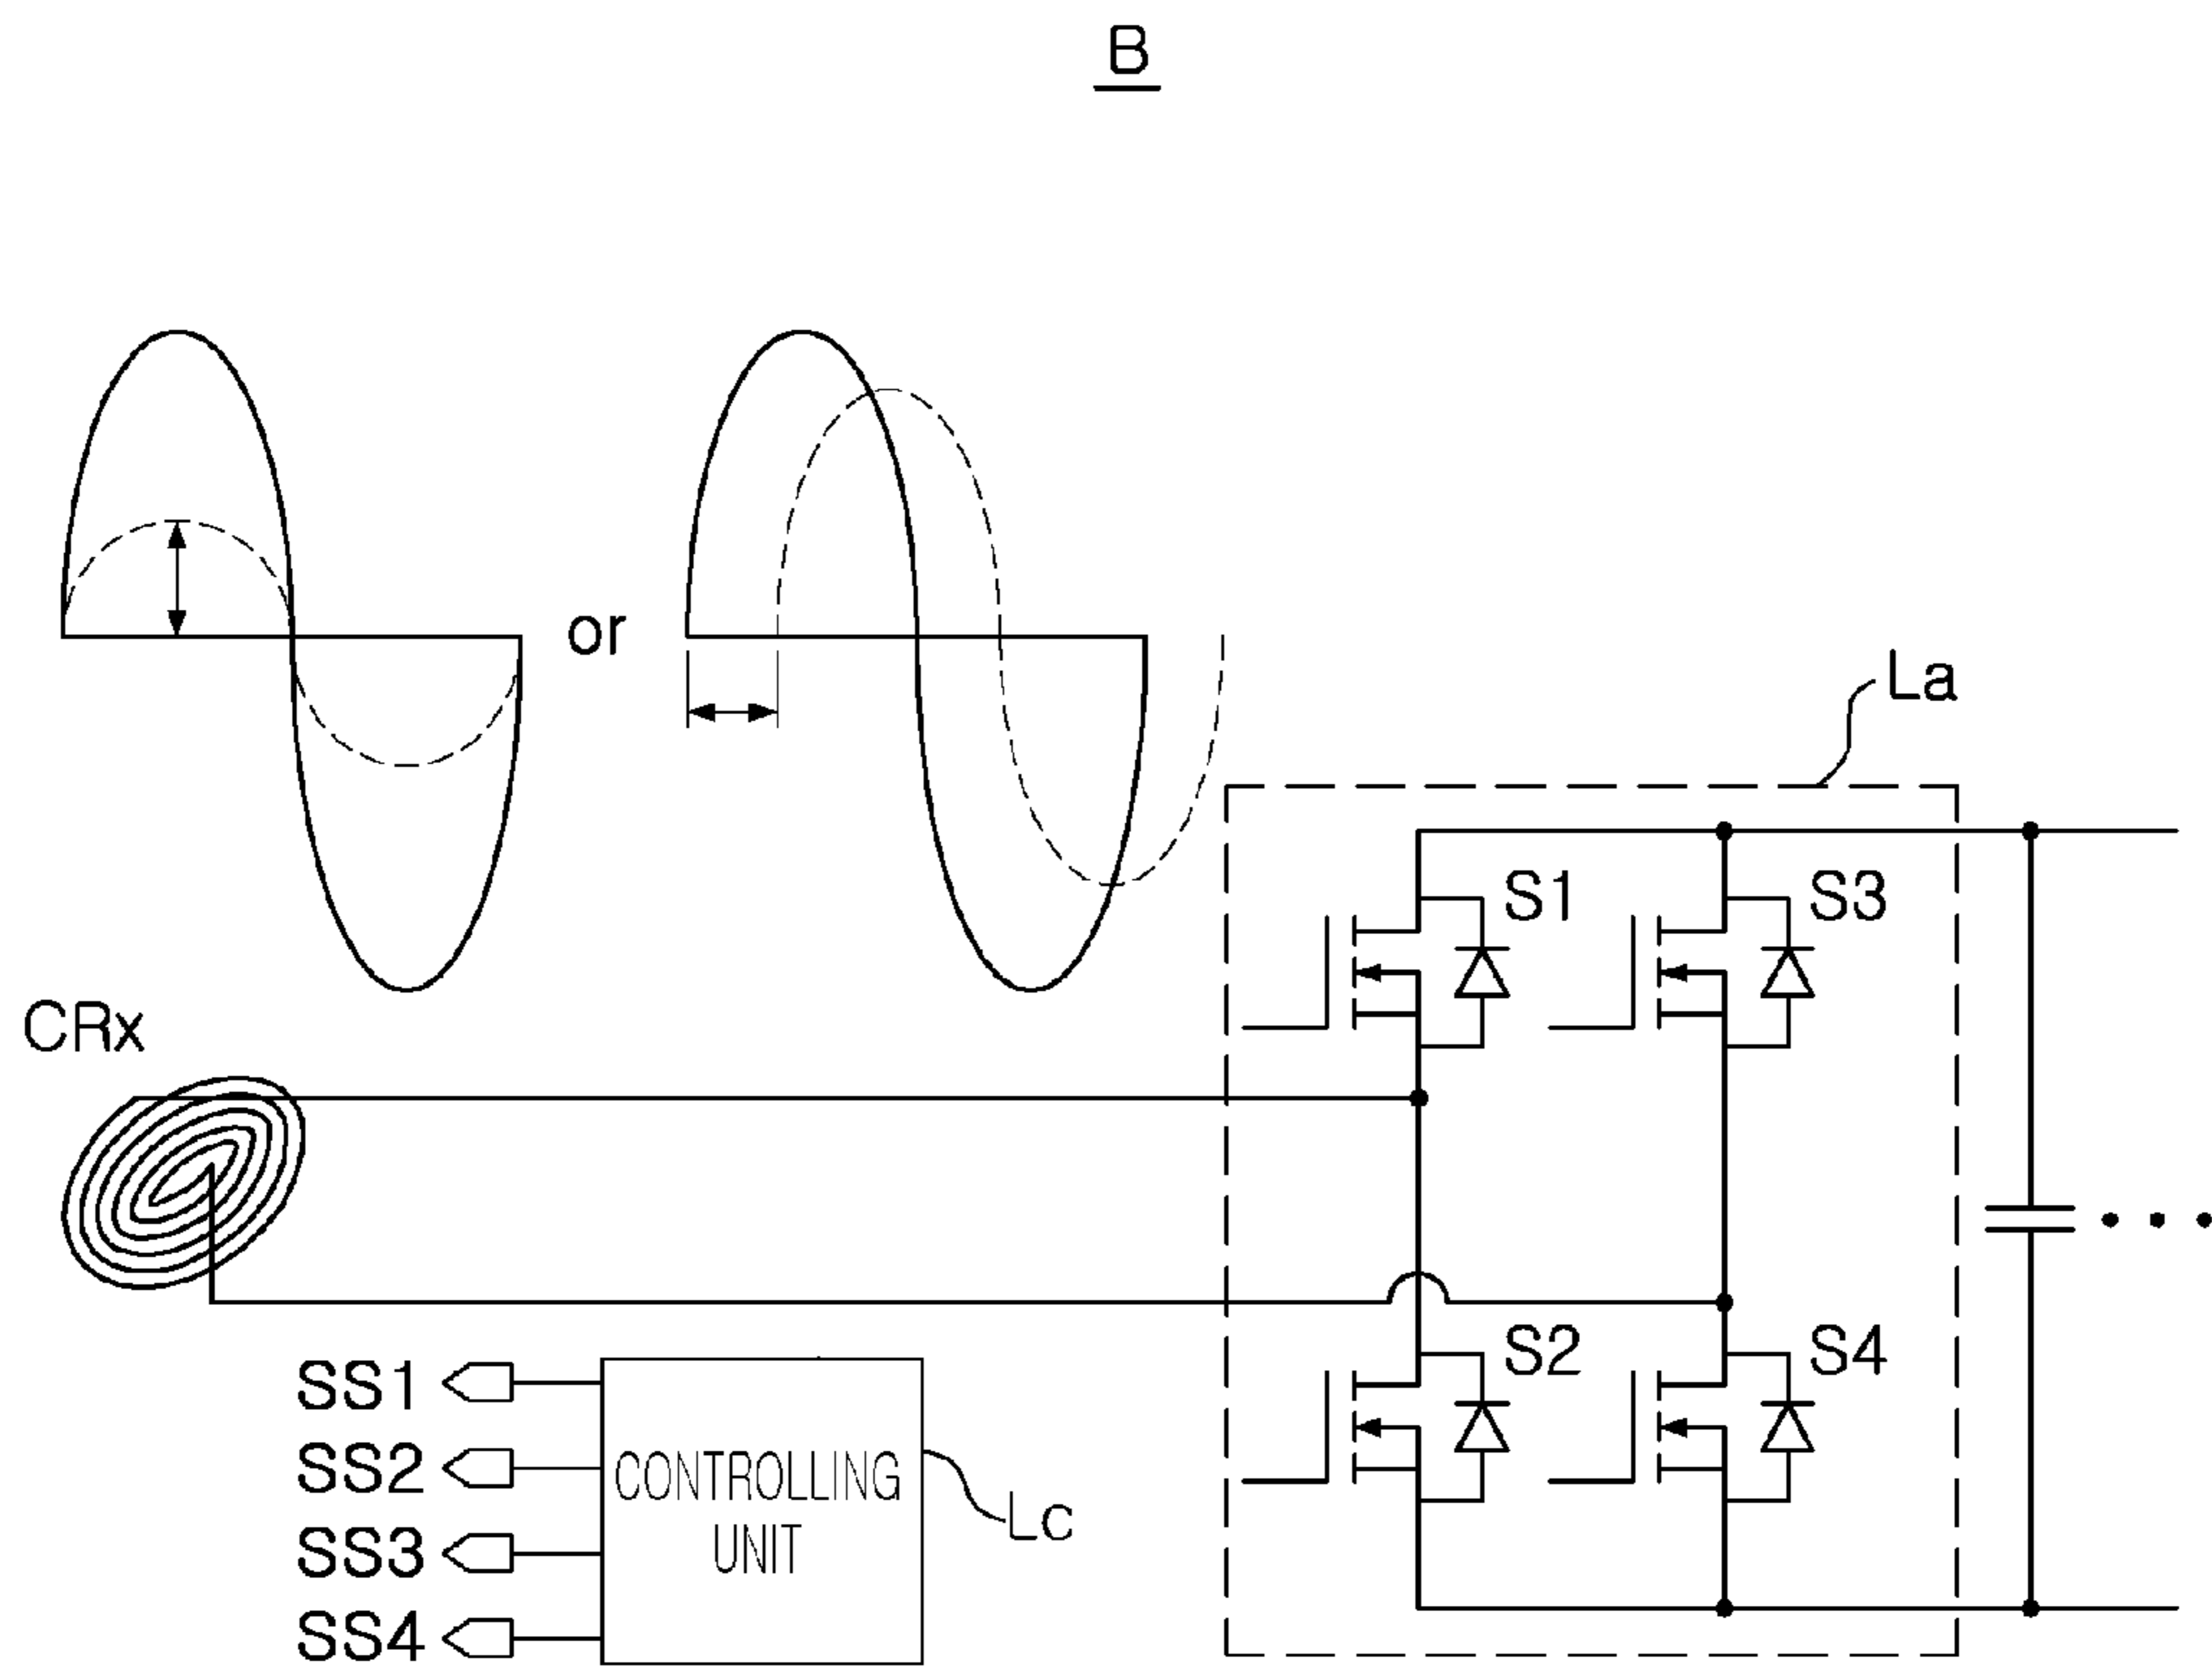 B
or
La
S1
S3
CRx
S2
S4
SS1
SS2
SS3
SS4
CONTROLLING
UNIT
Lc